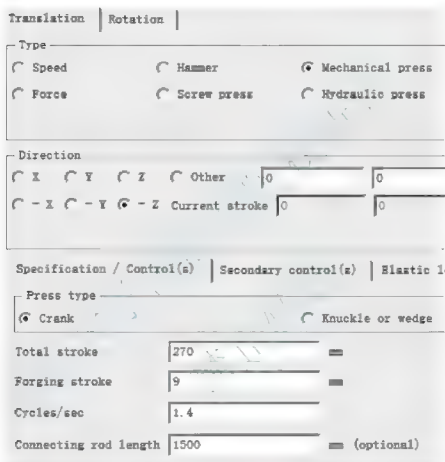 Translation Rotation
Type
Speed Hammer Mechanical press
Force Screw press Hydraulic press
Direction
X Y Z Other 0 0
- X - Y - Z Current stroke 0 0
Specification / Control(s) Secondary control(s) Elastic l
Press type
Crank Knuckle or wedge
Total stroke 270 mm
Forging stroke 9 mm
Cycles/sec 1.4
Connecting rod length 1500 mm (optional)